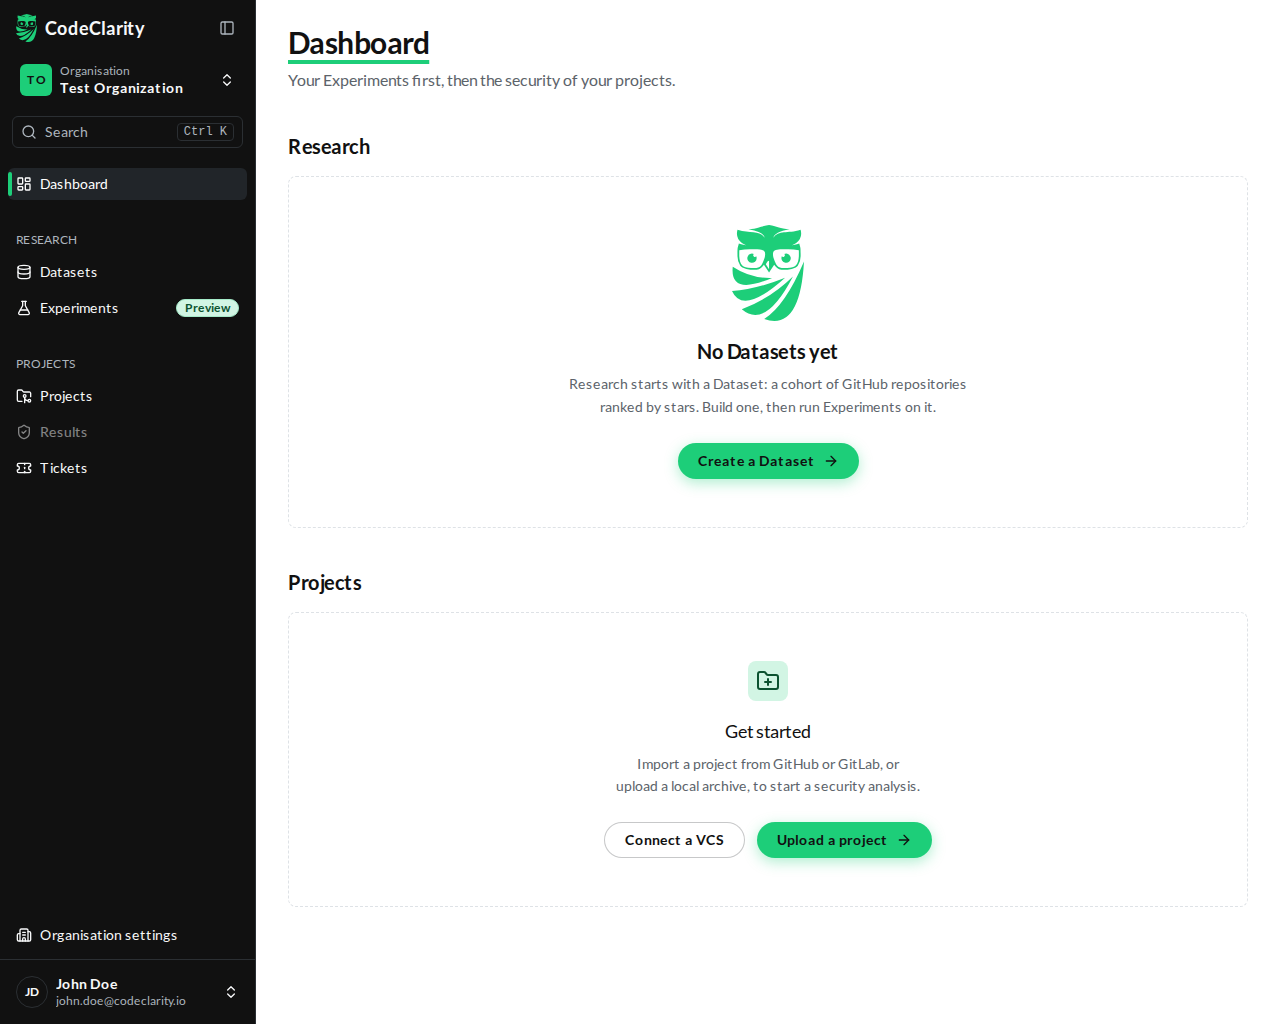 CodeClarity
TO
Organisation
Test Organization
Search
Ctrl K
Dashboard
RESEARCH
Datasets
Experiments
Preview
PROJECTS
Projects
Results
Tickets
Organisation settings
JD
John Doe
john.doe@codeclarity.io
Dashboard
Your Experiments first, then the security of your projects.
Research
No Datasets yet
Research starts with a Dataset: a cohort of GitHub repositories
ranked by stars. Build one, then run Experiments on it.
Create a Dataset
Projects
Get started
Import a project from GitHub or GitLab, or
upload a local archive, to start a security analysis.
Connect a VCS
Upload a project